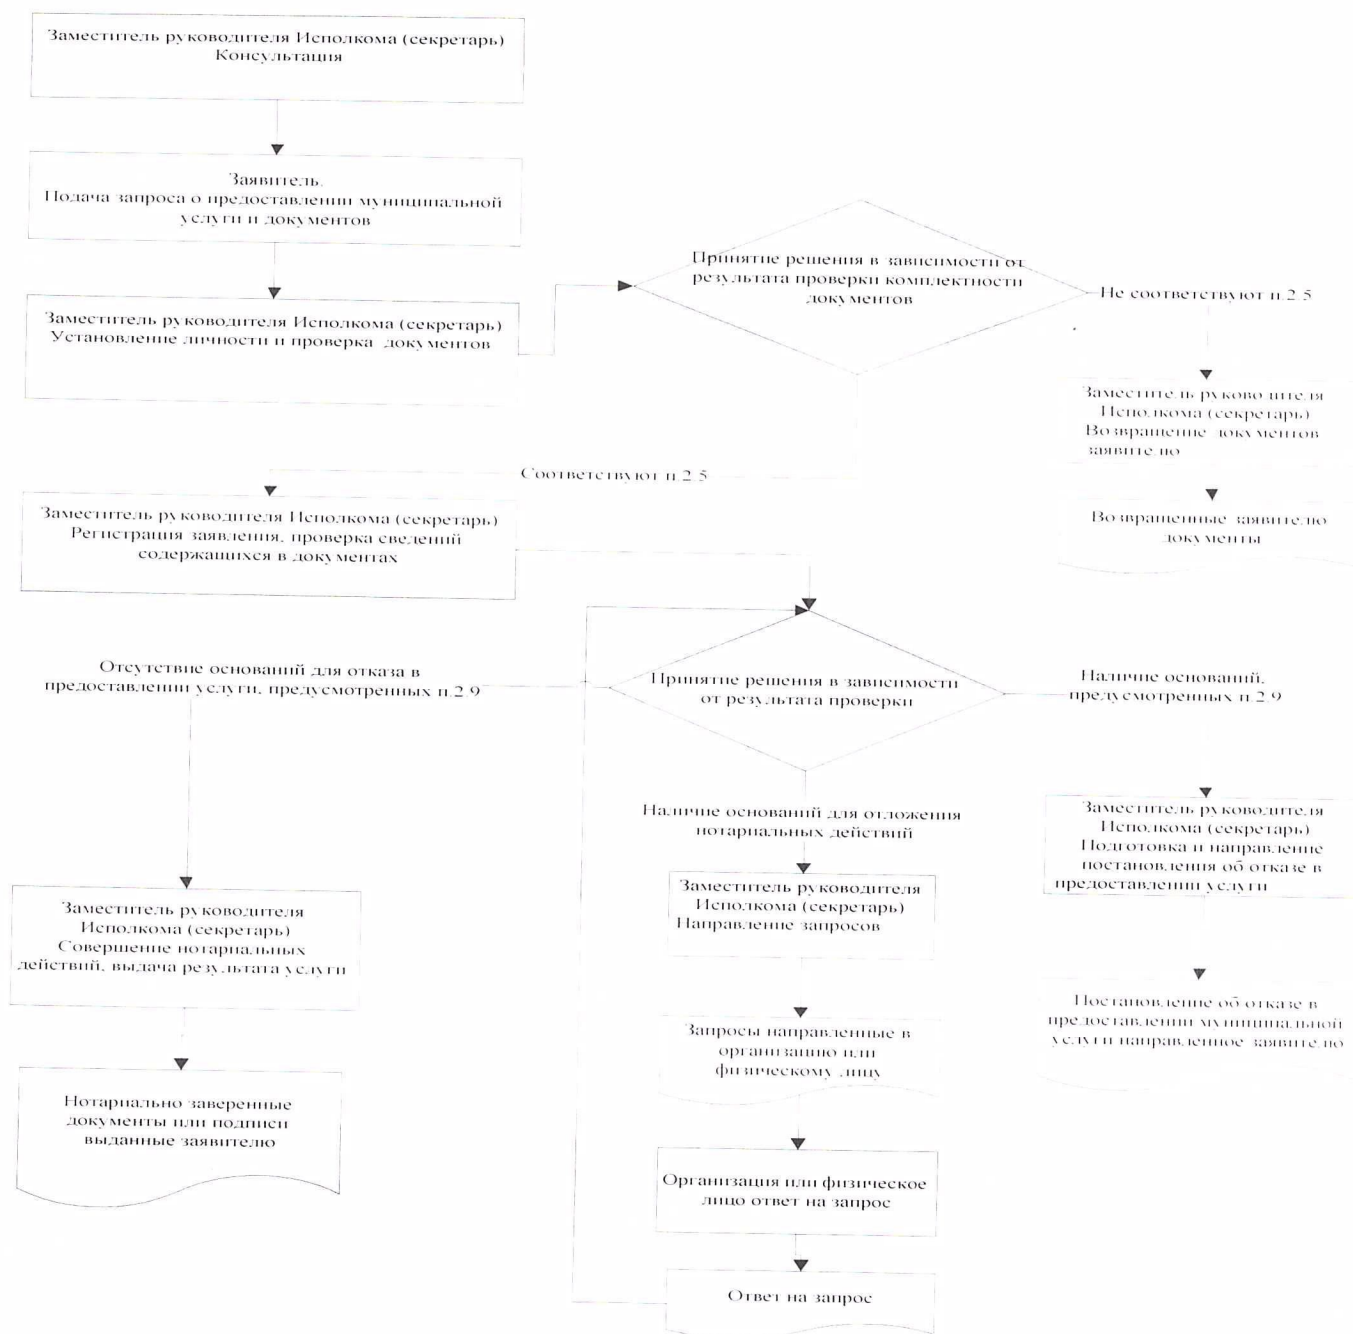 Заместитель руководителя Исполкома (секретарь)
Консультация
Заявитель.
Подача запроса о предоставлении муниципальной
услуги и документов
Заместитель руководителя Исполкома (секретарь)
Установление личности и проверка документов
Принятие решения в зависимости от
результата проверки комплектности
документов
Не соответствуют п.2.5
Заместитель руководителя
Исполкома (секретарь)
Возвращение документов
заявителю
Возвращенные заявителю
документы
Соответствуют п.2.5
Заместитель руководителя Исполкома (секретарь)
Регистрация заявления, проверка сведений
содержащихся в документах
Отсутствие оснований для отказа в
предоставлении услуги, предусмотренных п.2.9
Принятие решения в зависимости
от результата проверки
Наличие оснований,
предусмотренных п.2.9
Наличие оснований для отложения
нотариальных действий
Заместитель руководителя
Исполкома (секретарь)
Подготовка и направление
постановления об отказе в
предоставлении услуги
Заместитель руководителя
Исполкома (секретарь)
Направление запросов
Заместитель руководителя
Исполкома (секретарь)
Совершение нотариальных
действий, выдача результата услуги
Постановление об отказе в
предоставлении муниципальной
услуги направленное заявителю
Запросы направленные в
организацию или
физическому лицу
Нотариально заверенные
документы или подписи
выданные заявителю
Организация или физическое
лицо ответ на запрос
Ответ на запрос